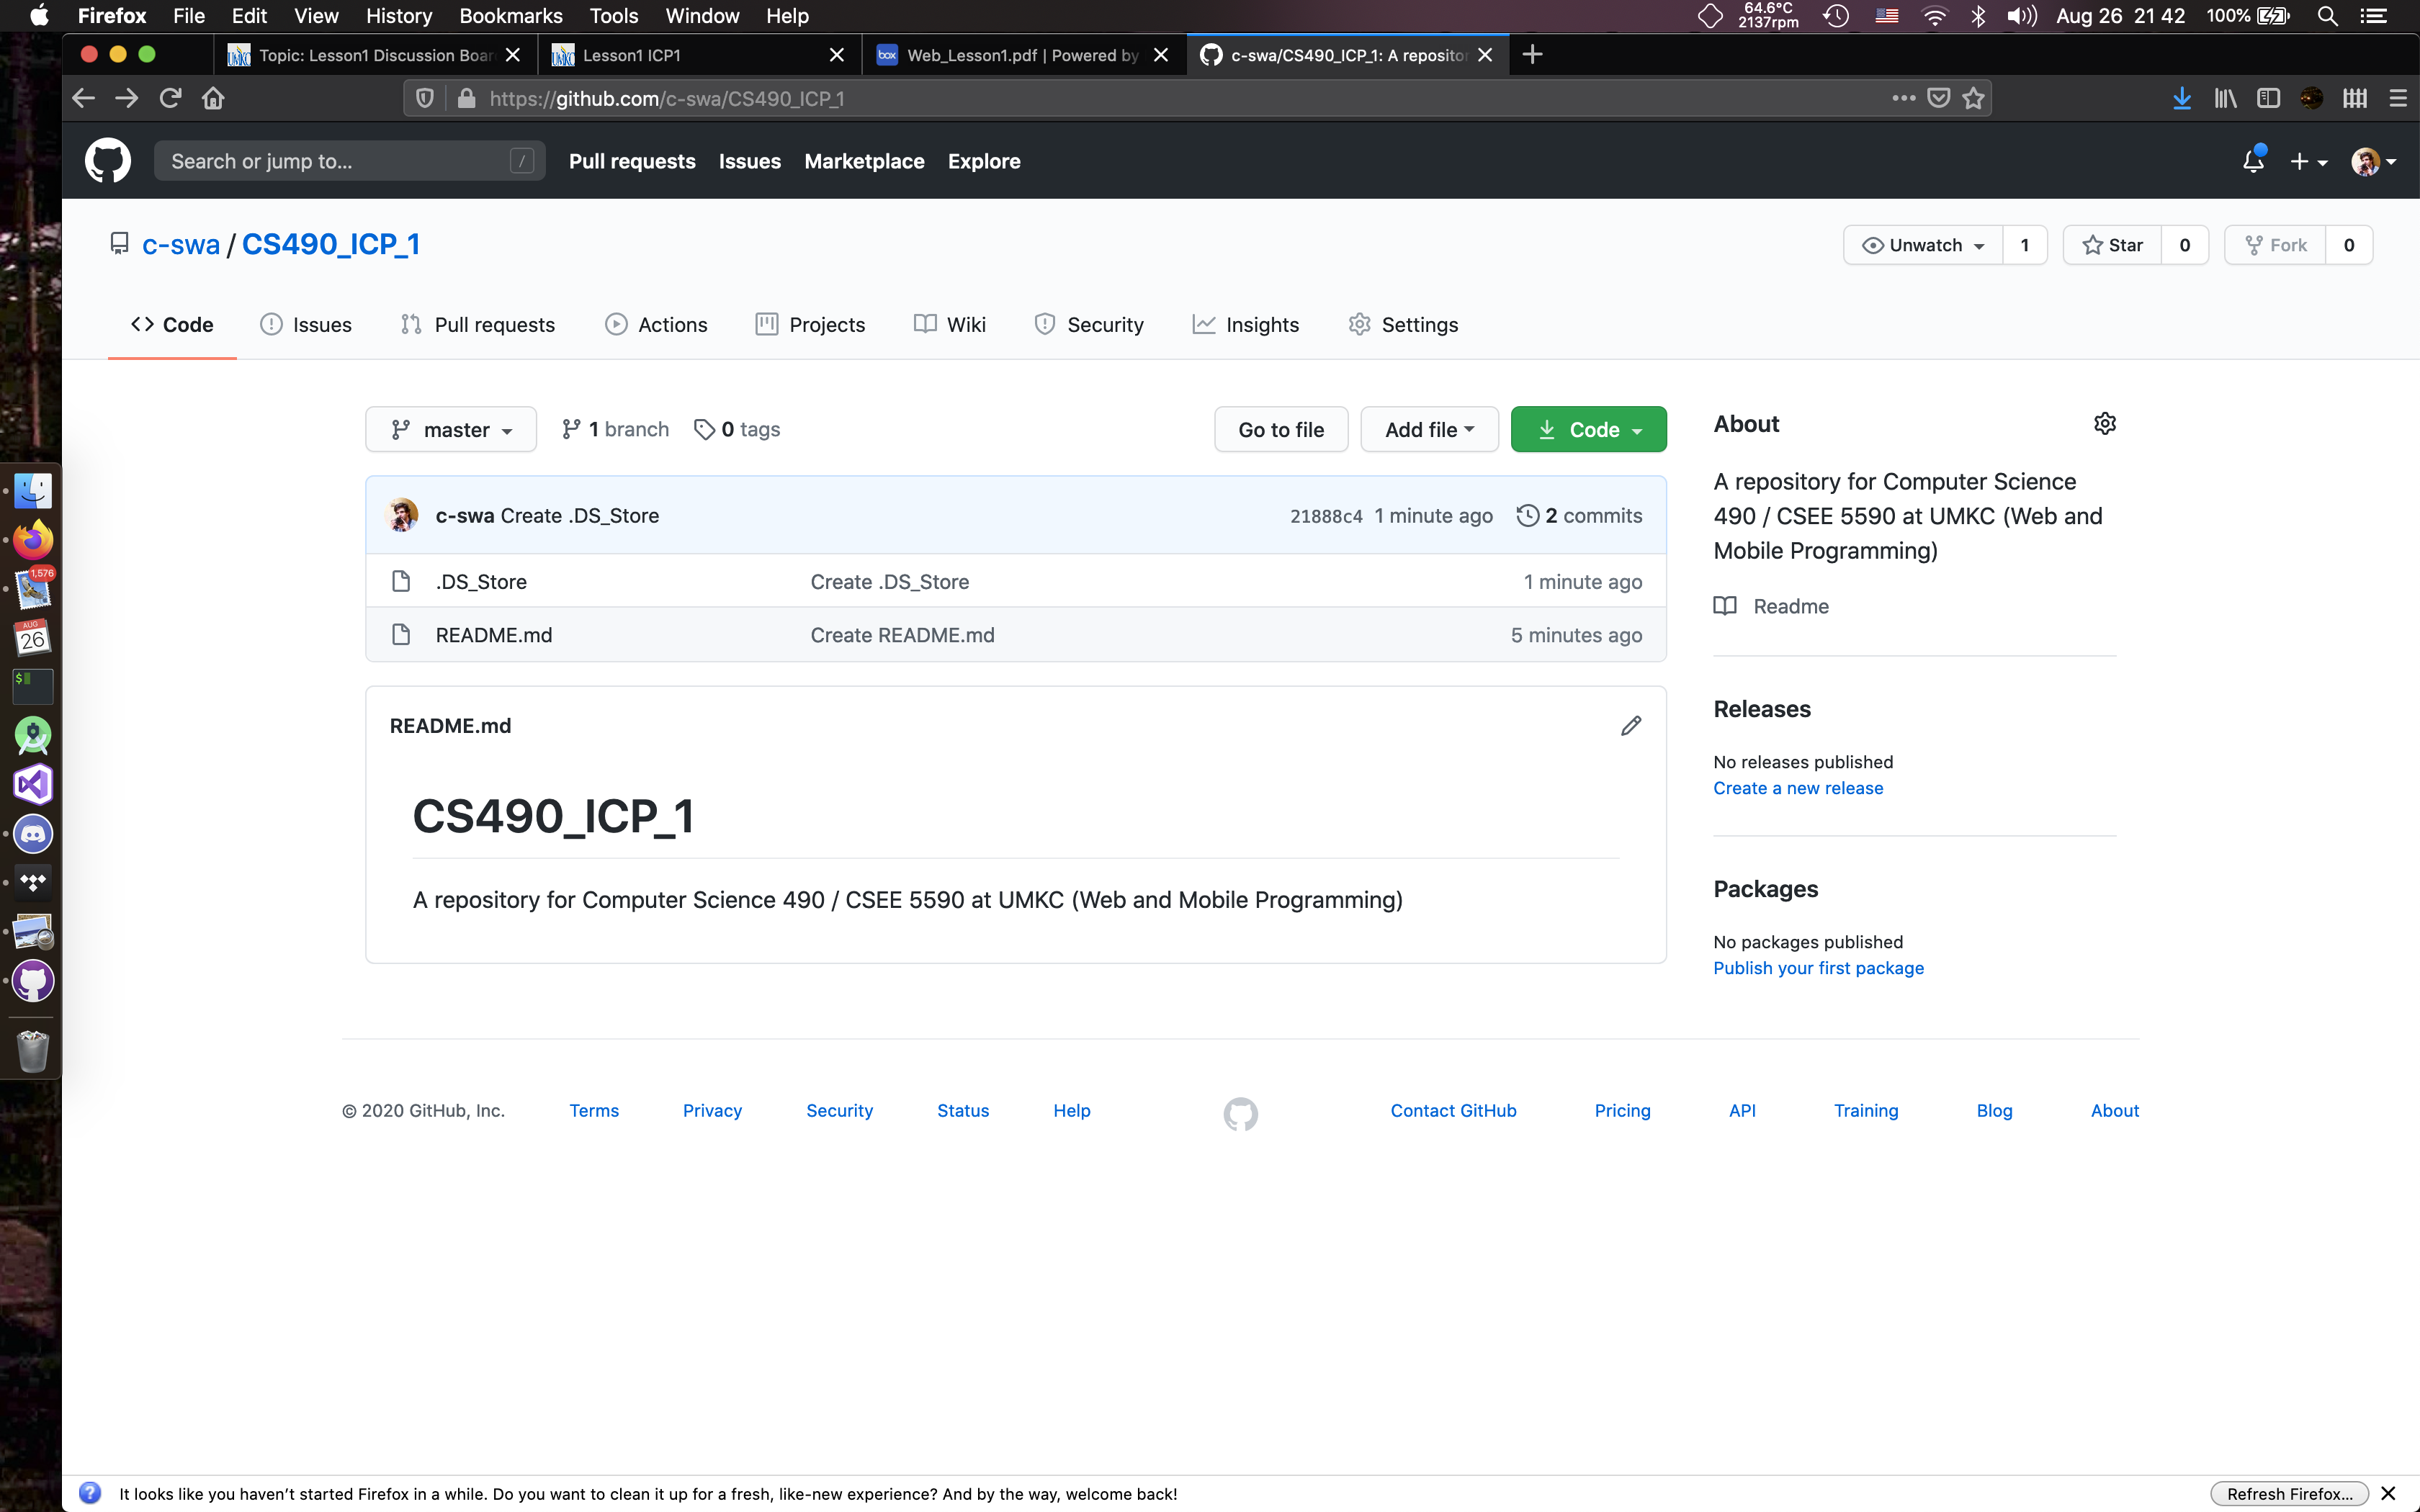 Firefox File Edit View History Bookmarks Tools Window Help 64.6°C 2137rpm Aug 26 21 42 100%
Topic: Lesson1 Discussion Boar Lesson1 ICP1 Web_Lesson1.pdf | Powered by c-swa/CS490_ICP_1: A repositor
https://github.com/c-swa/CS490_ICP_1
Search or jump to... / Pull requests Issues Marketplace Explore
c-swa / CS490_ICP_1 Unwatch 1 Star 0 Fork 0
Code Issues Pull requests Actions Projects Wiki Security Insights Settings
master 1 branch 0 tags Go to file Add file Code
c-swa Create .DS_Store 21888c4 1 minute ago 2 commits
.DS_Store Create .DS_Store 1 minute ago
README.md Create README.md 5 minutes ago
README.md
CS490_ICP_1
A repository for Computer Science 490 / CSEE 5590 at UMKC (Web and Mobile Programming)
About
A repository for Computer Science
490 / CSEE 5590 at UMKC (Web and
Mobile Programming)
Readme
Releases
No releases published
Create a new release
Packages
No packages published
Publish your first package
1,576
AUG
26
$
© 2020 GitHub, Inc. Terms Privacy Security Status Help Contact GitHub Pricing API Training Blog About
? It looks like you haven't started Firefox in a while. Do you want to clean it up for a fresh, like-new experience? And by the way, welcome back! Refresh Firefox...